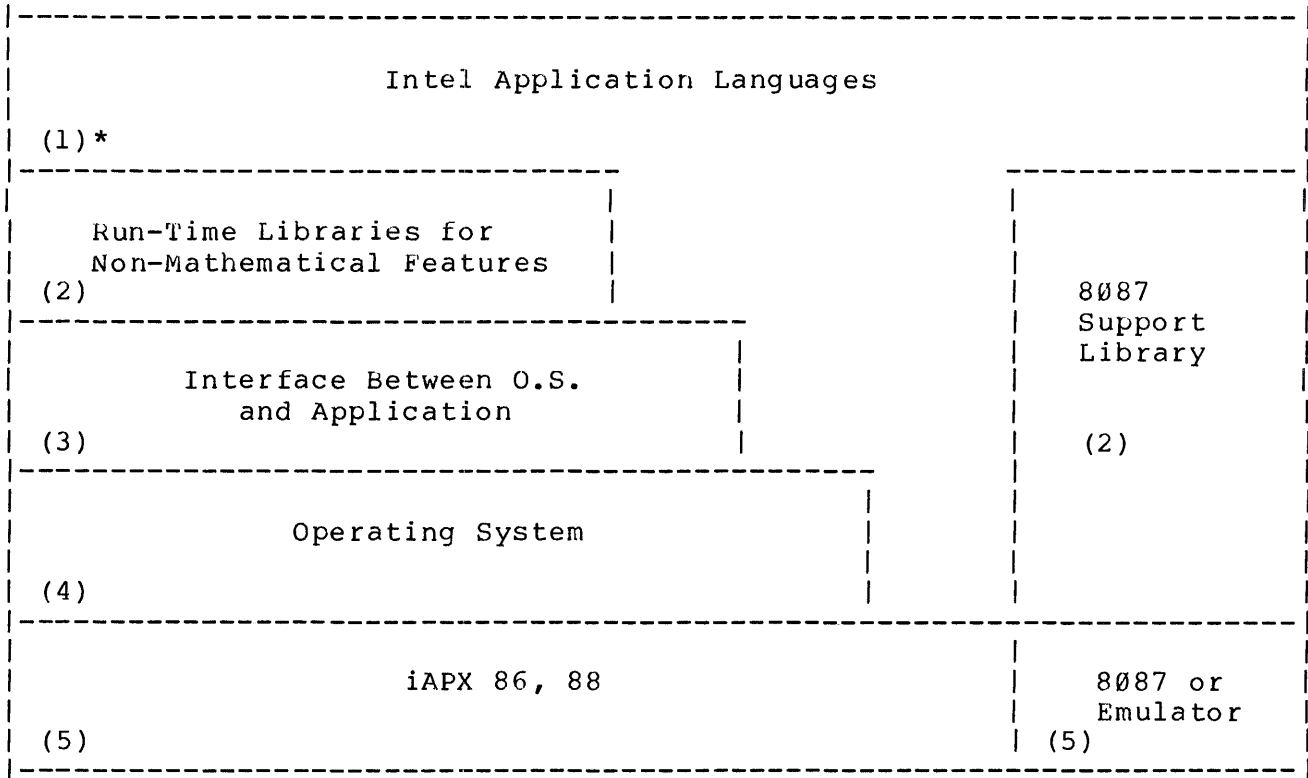 Intel Application Languages
(1)*
Run-Time Libraries for
Non-Mathematical Features
(2)
8087
Support
Library
(2)
Interface Between O.S.
and Application
(3)
Operating System
(4)
iAPX 86, 88
(5)
8087 or
Emulator
(5)